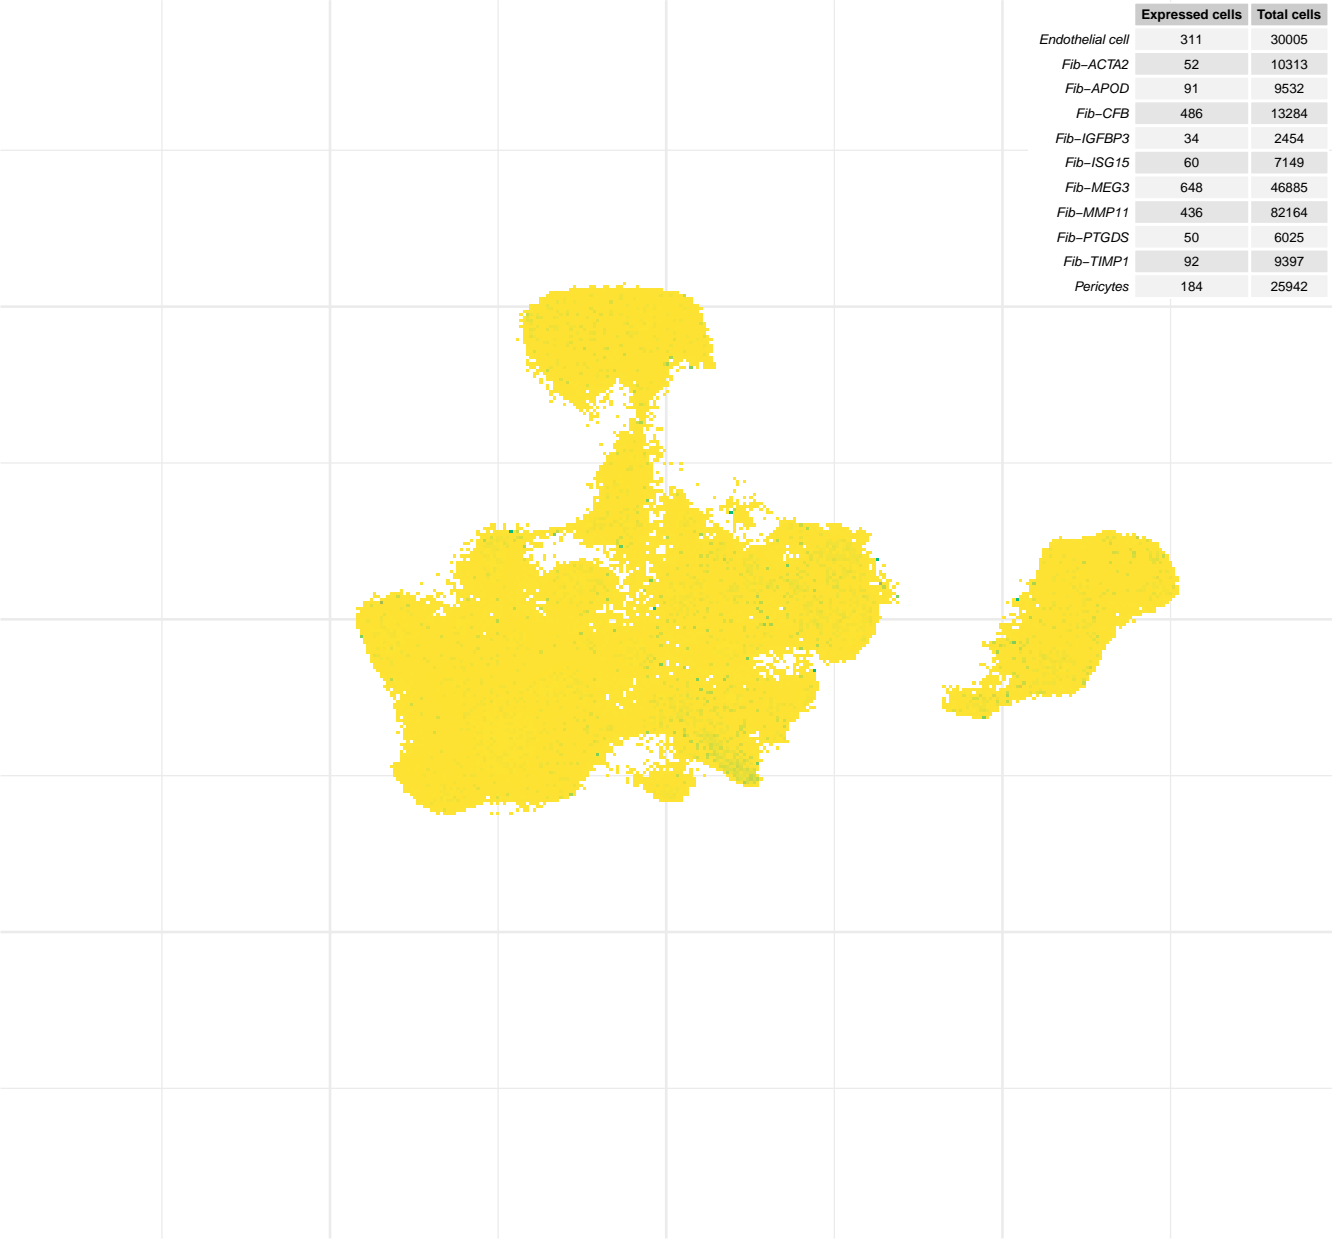 Expressed cells Total cells
Endothelial cell 311 30005
Fib−ACTA2 52 10313
Fib−APOD 91 9532
Fib−CFB 486 13284
Fib−IGFBP3 34 2454
Fib−ISG15 60 7149
Fib−MEG3 648 46885
Fib−MMP11 436 82164
Fib−PTGDS 50 6025
Fib−TIMP1 92 9397
Pericytes 184 25942